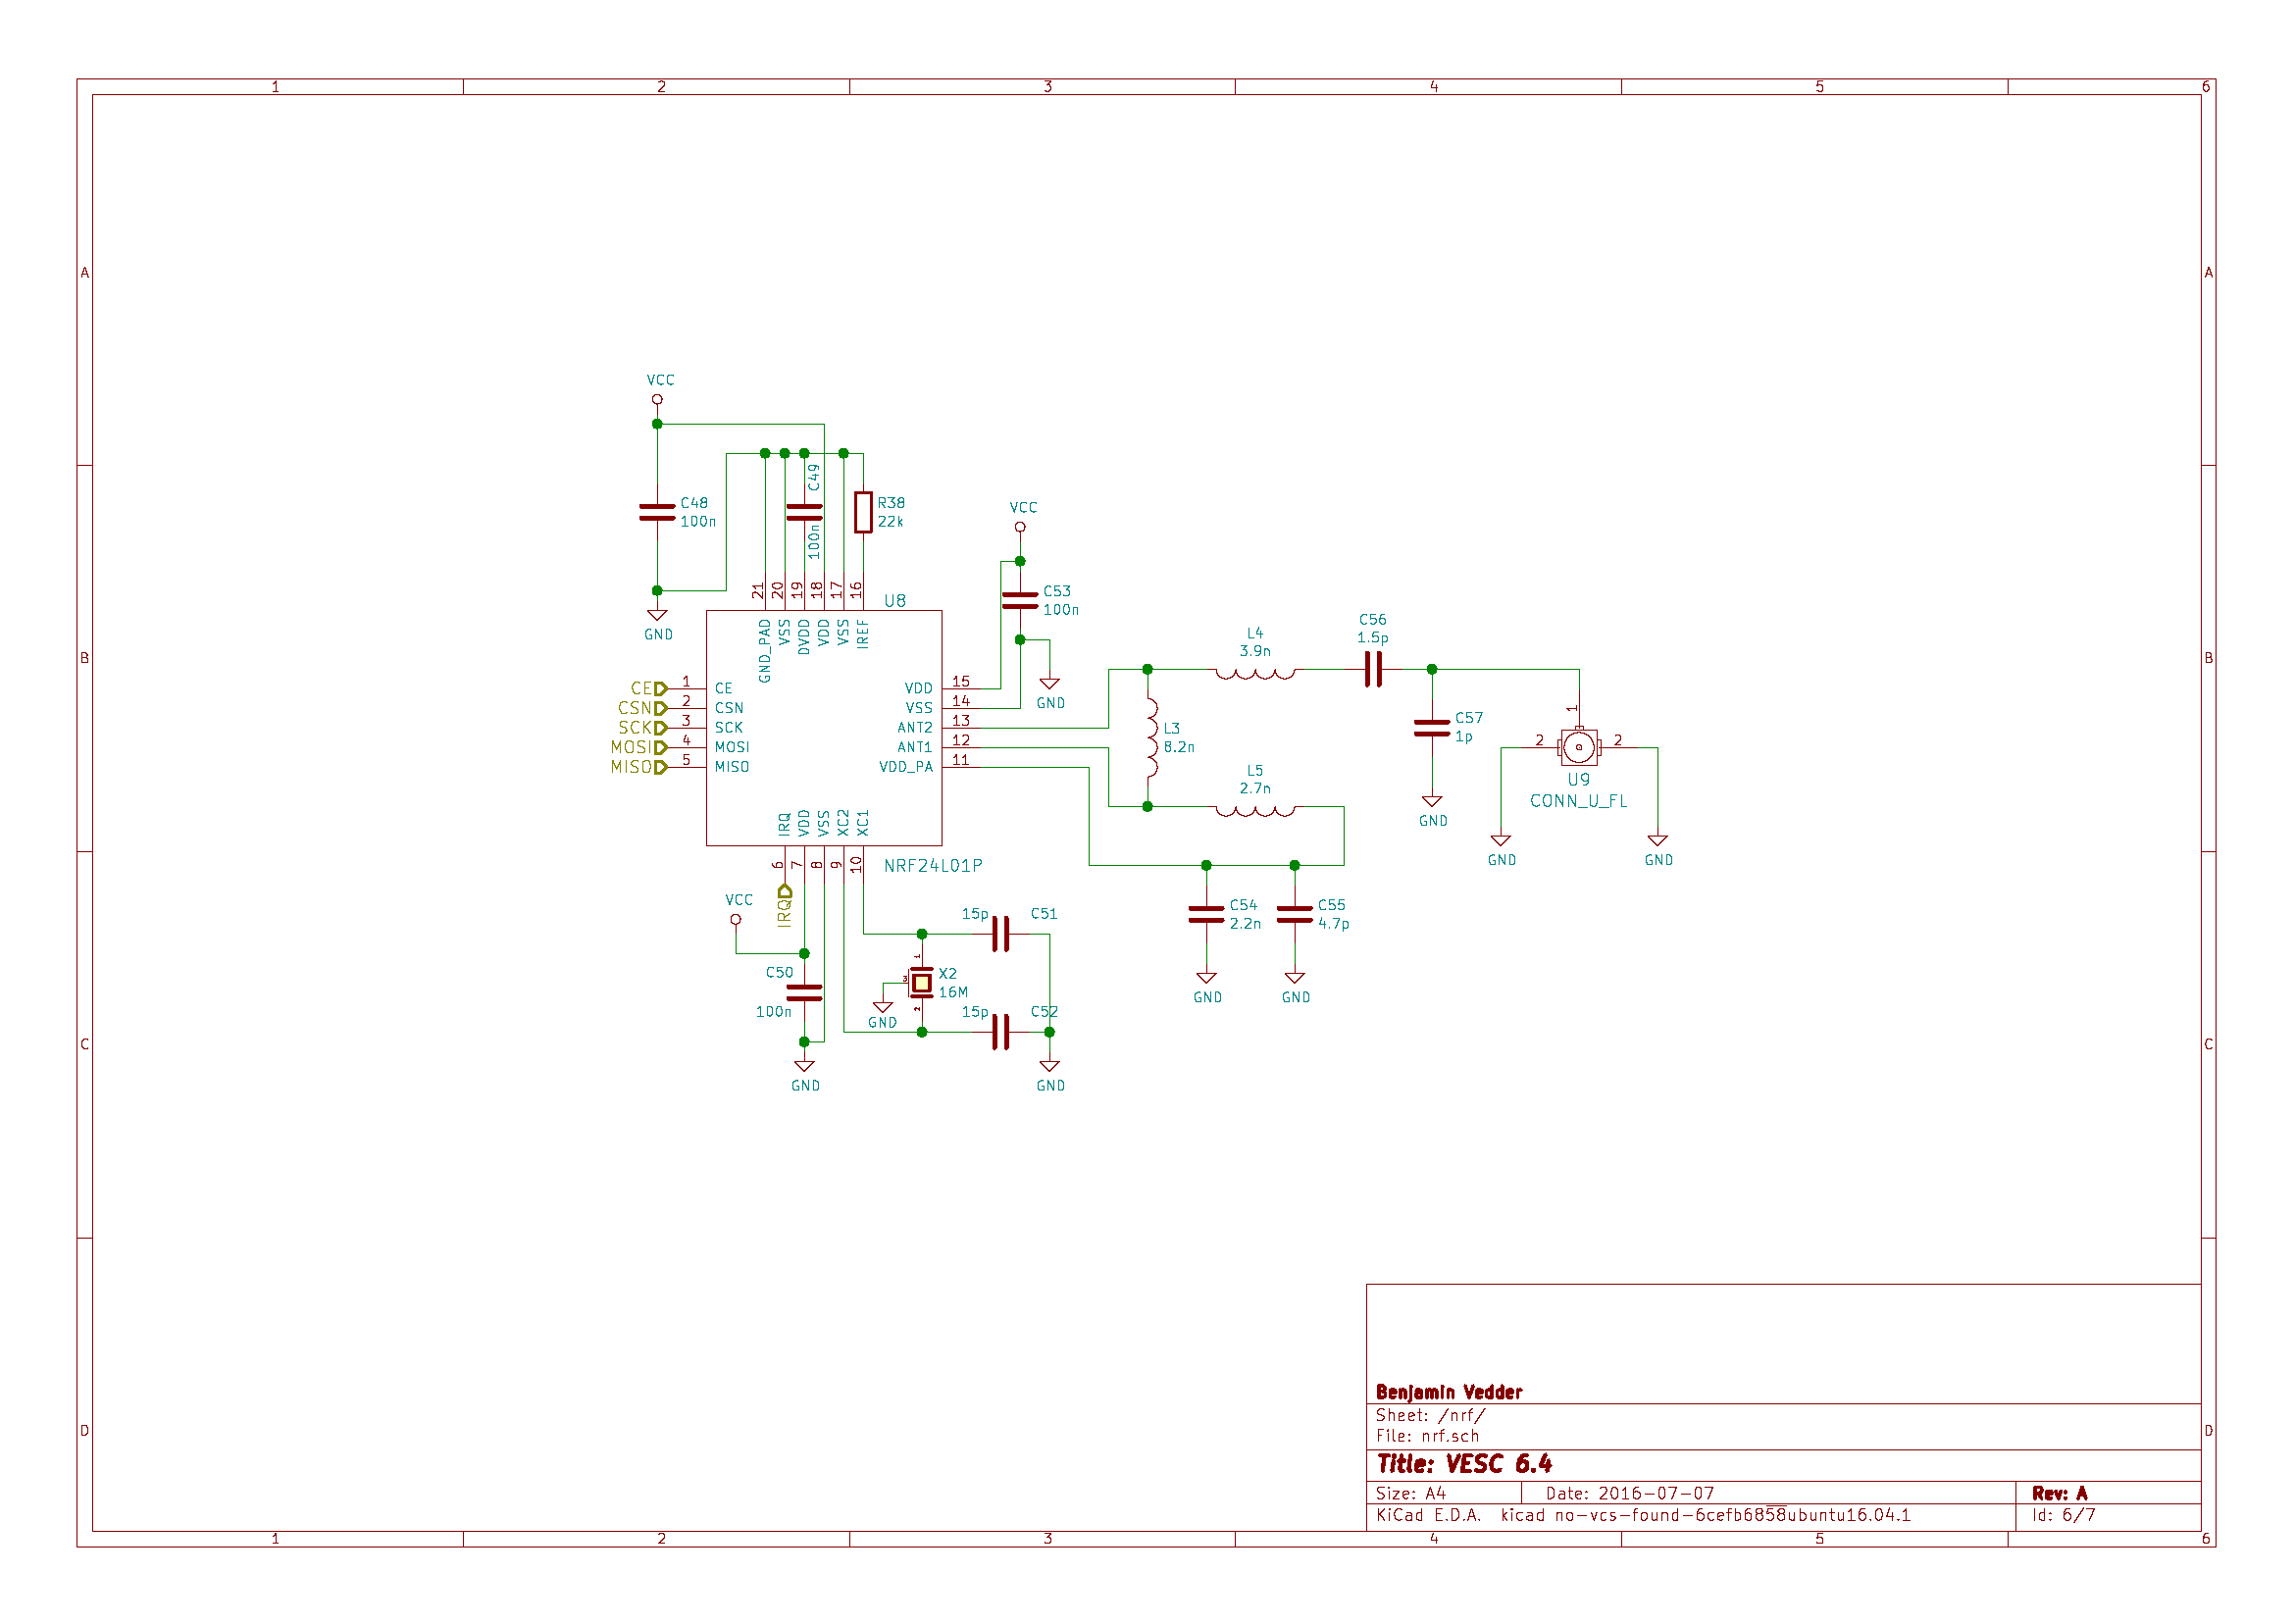 1 2 3 4 5 6
A A
B B
C C
D D
VCC
C48
100n
GND
C49
100n
R38
22k
21 20 19 18 17 16
U8
GND_PAD VSS DVDD VDD VSS IREF
VCC
C53
100n
GND
CE 1 CE
CSN 2 CSN
SCK 3 SCK
MOSI 4 MOSI
MISO 5 MISO
VDD 15
VSS 14
ANT2 13
ANT1 12
VDD_PA 11
IRQ VDD VSS XC2 XC1
6 7 8 9 10
NRF24L01P
IRQ
VCC
C50
100n
GND
15p C51
1
3
2
X2
16M
GND
15p C52
GND
L3
8.2n
L4
3.9n
L5
2.7n
C56
1.5p
C57
1p
GND
1
2 2
U9
CONN_U_FL
GND GND
C54
2.2n
GND
C55
4.7p
GND
Benjamin Vedder
Sheet: /nrf/
File: nrf.sch
Title: VESC 6.4
Size: A4 Date: 2016-07-07 Rev: A
KiCad E.D.A. kicad no-vcs-found-6cefb6858ubuntu16.04.1 Id: 6/7
1 2 3 4 5 6